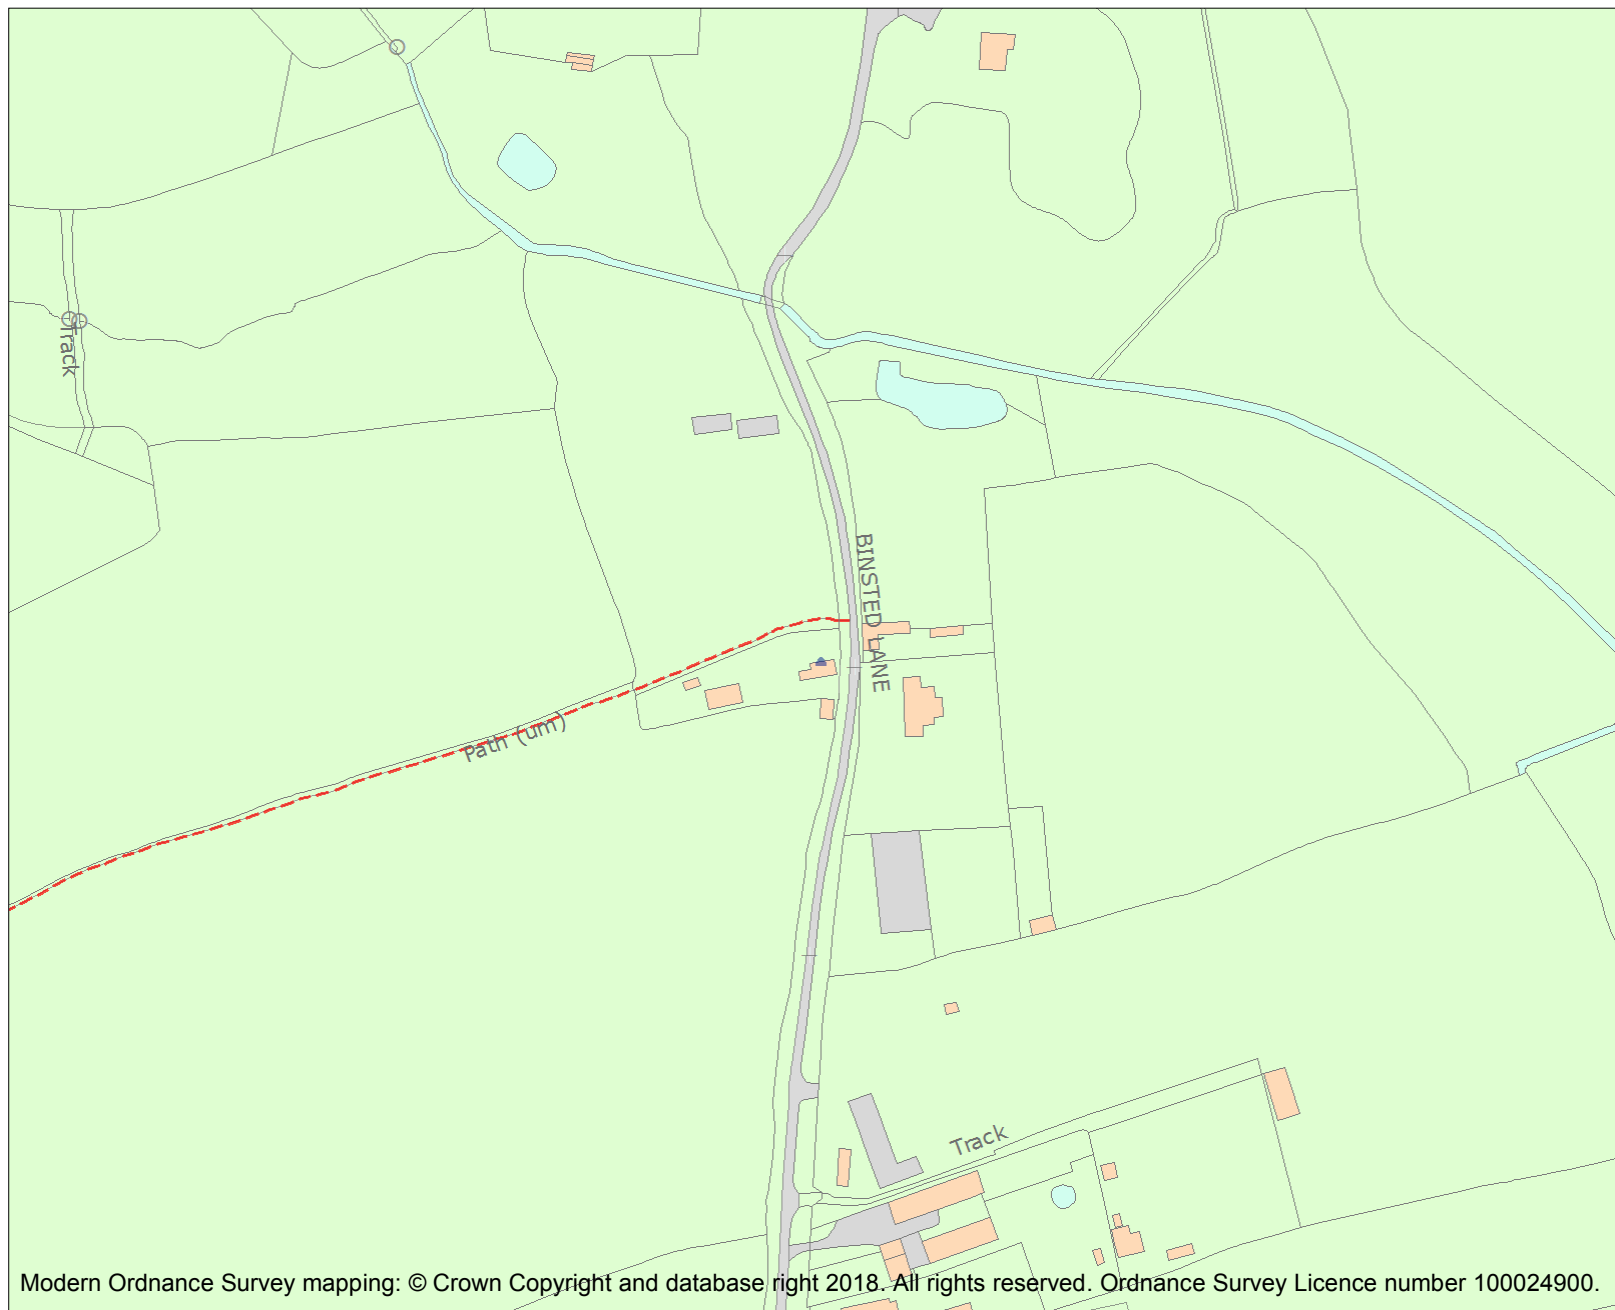 Track
BINSTED LANE
Path (um)
Track
Modern Ordnance Survey mapping: © Crown Copyright and database right 2018. All rights reserved. Ordnance Survey Licence number 100024900.